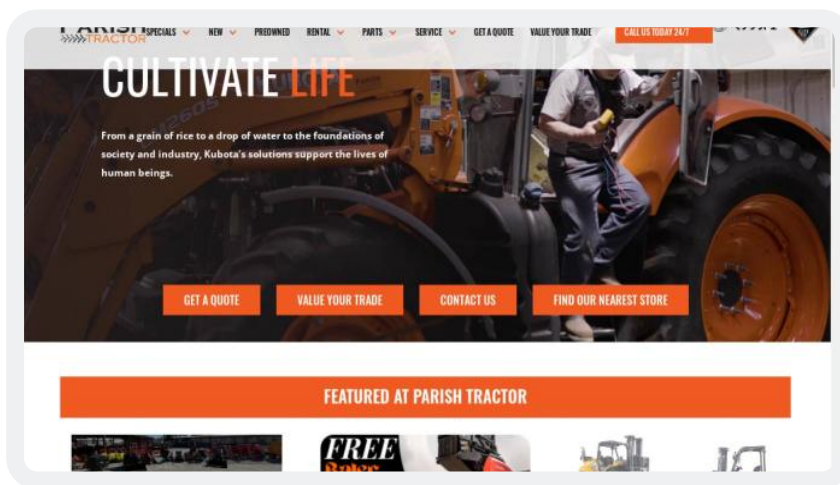 PARISH
TRACTOR
SPECIALS
NEW
PREOWNED
RENTAL
PARTS
SERVICE
GET A QUOTE
VALUE YOUR TRADE
CALL US TODAY 24/7
CULTIVATE LIFE
From a grain of rice to a drop of water to the foundations of
society and industry, Kubota's solutions support the lives of
human beings.
GET A QUOTE
VALUE YOUR TRADE
CONTACT US
FIND OUR NEAREST STORE
FEATURED AT PARISH TRACTOR
FREE